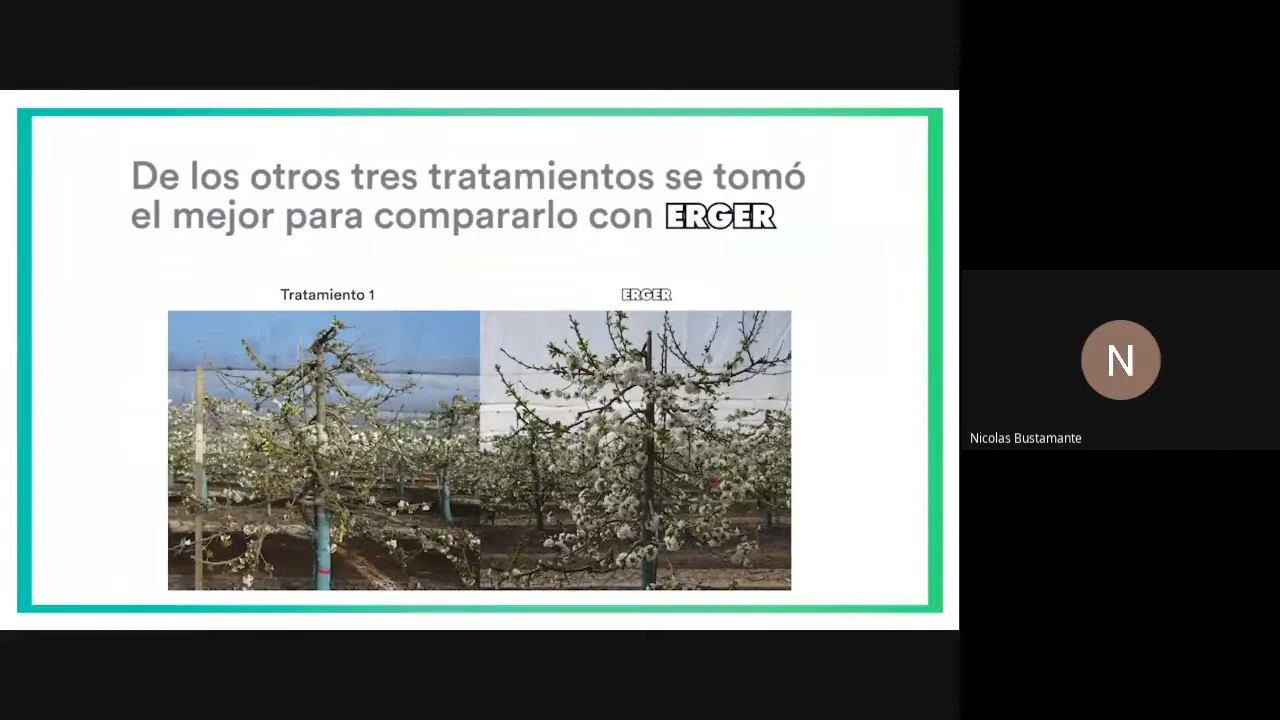 De los otros tres tratamientos se tomó
el mejor para compararlo con ERGER
Tratamiento 1
ERGER
N
Nicolas Bustamante